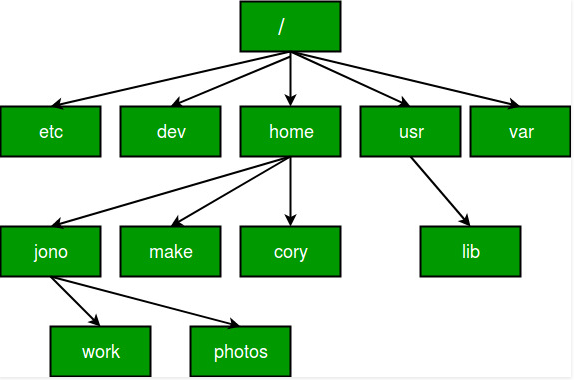 /
etc dev home usr var
jono make cory lib
work photos